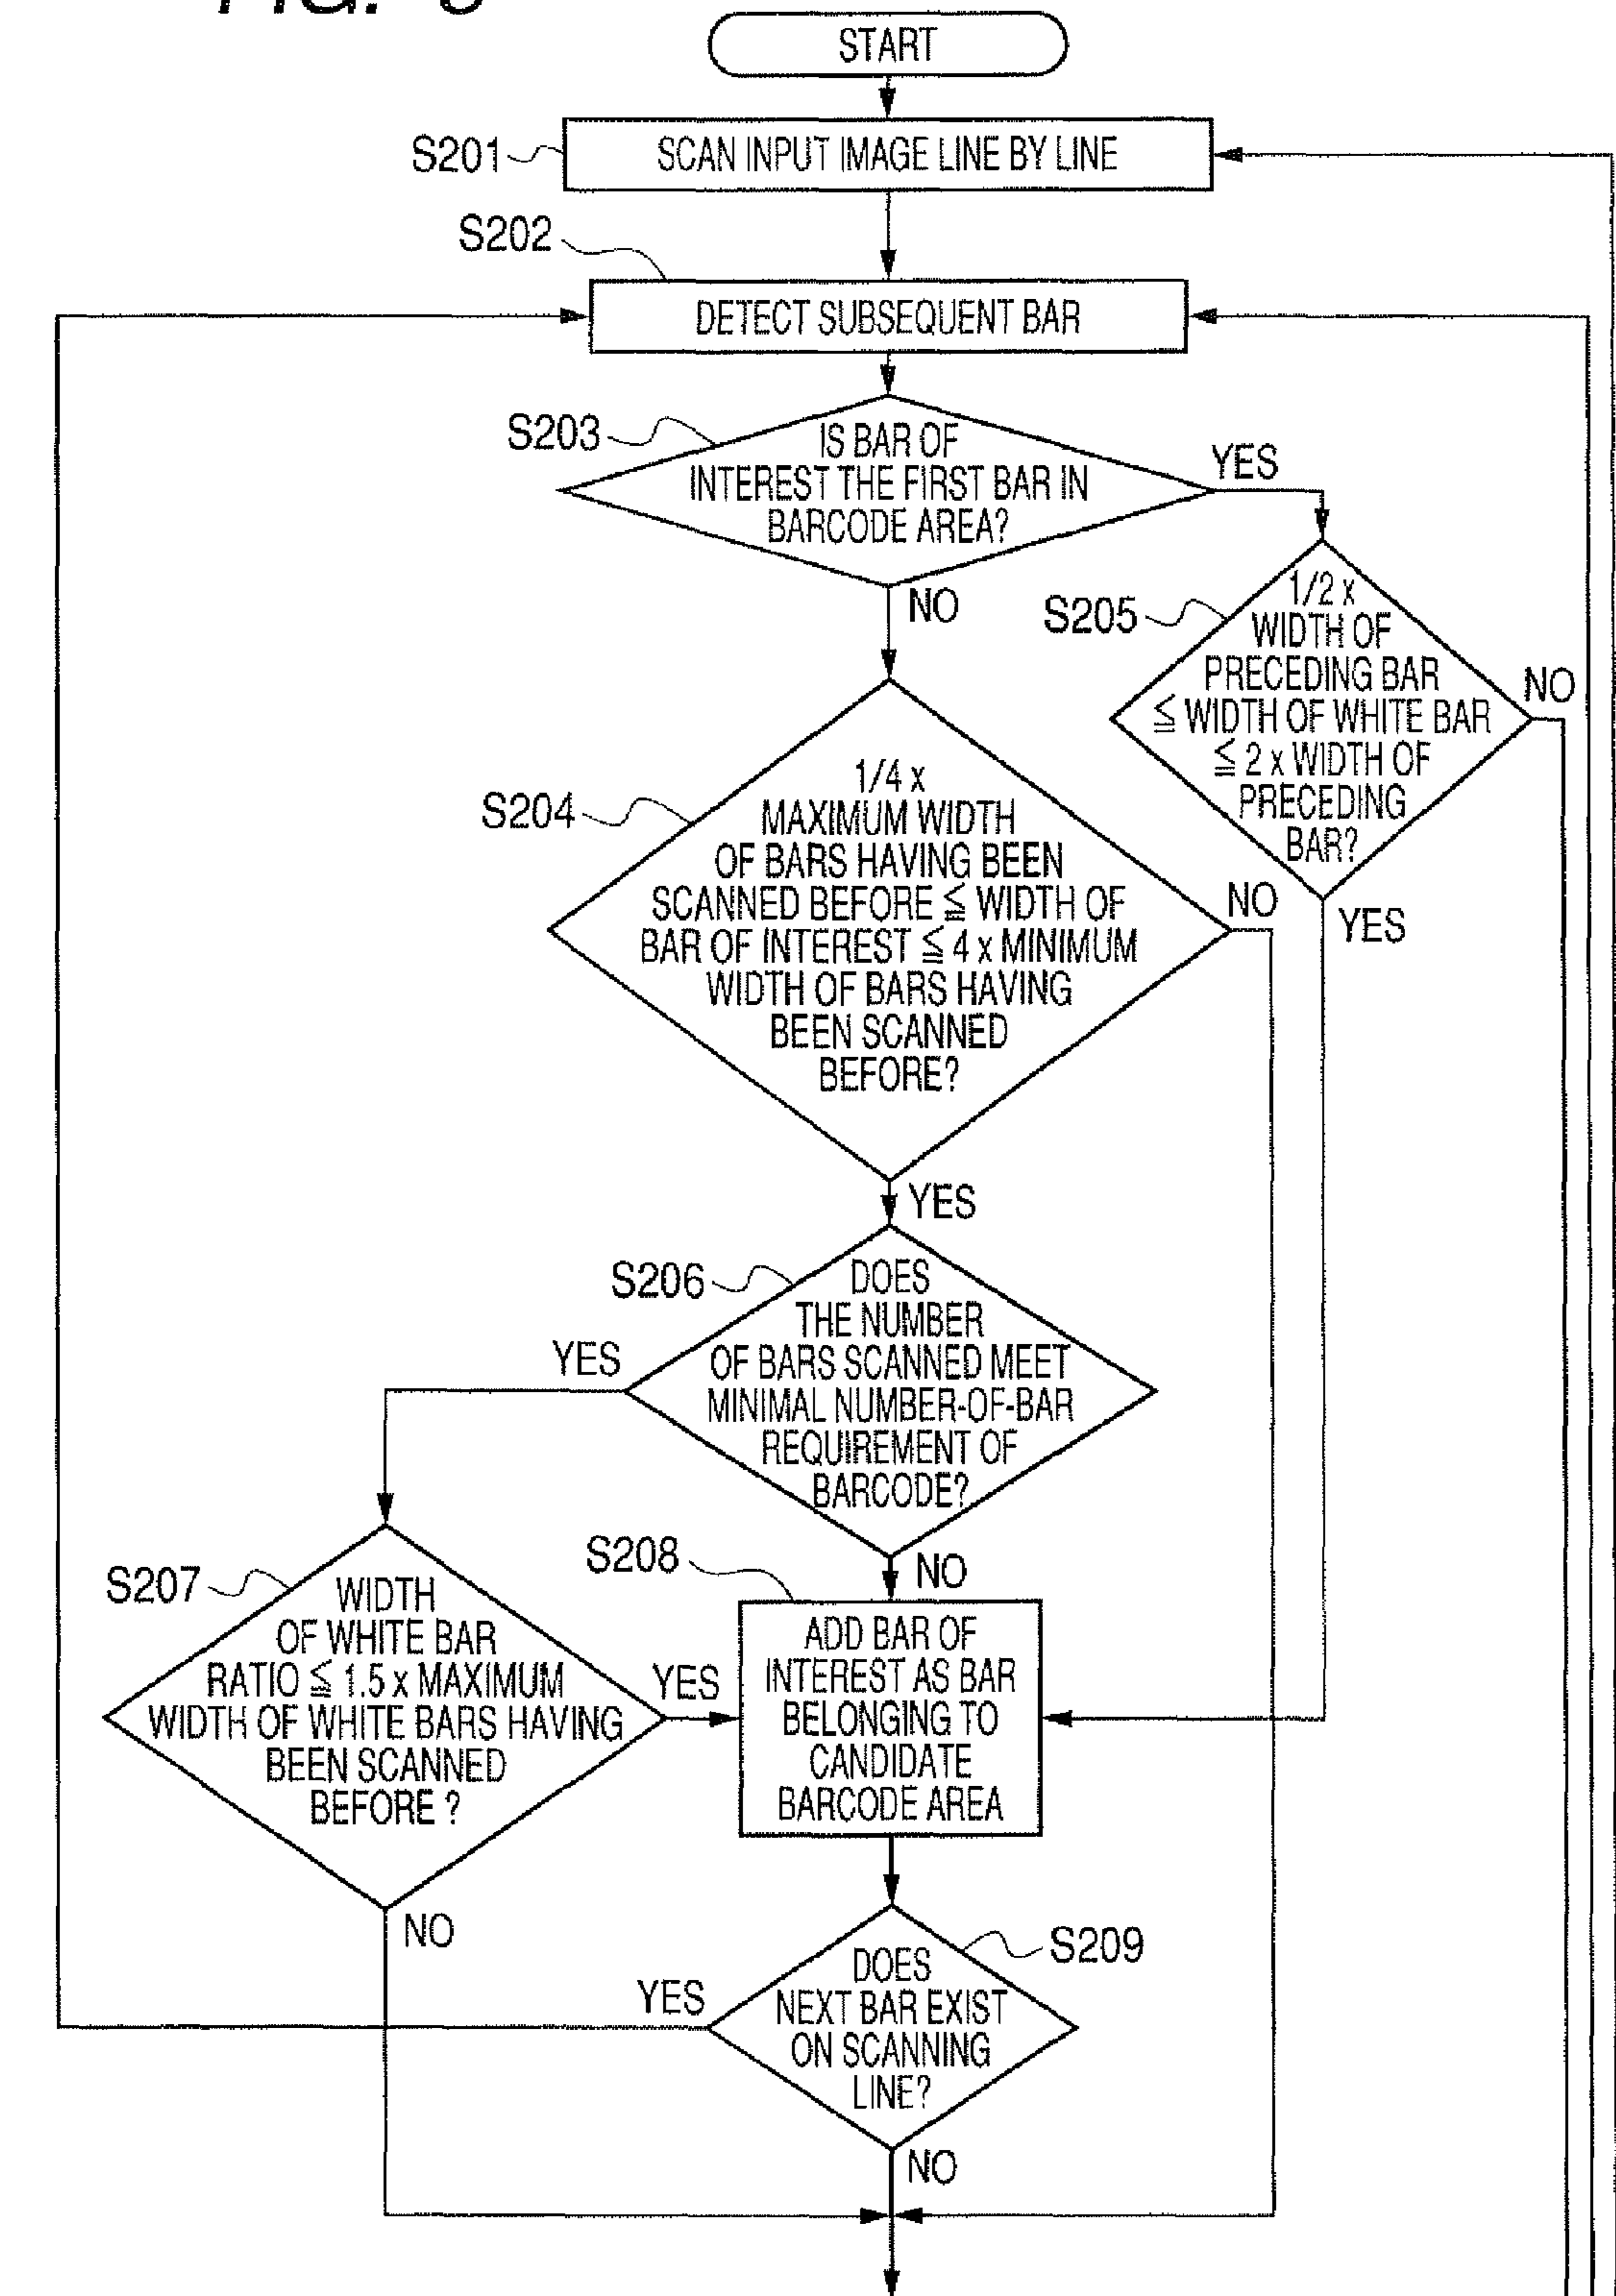 FIG.
START
S201
SCAN INPUT IMAGE LINE BY LINE
S202
DETECT SUBSEQUENT BAR
S203
IS BAR OF
INTEREST THE FIRST BAR IN
BARCODE AREA?
YES
NO
S205
1/2 x
WIDTH OF
PRECEDING BAR
≦ WIDTH OF WHITE BAR
≦ 2 x WIDTH OF
PRECEDING
BAR?
NO
YES
S204
1/4 x
MAXIMUM WIDTH
OF BARS HAVING BEEN
SCANNED BEFORE ≦ WIDTH OF
BAR OF INTEREST ≦ 4 x MINIMUM
WIDTH OF BARS HAVING
BEEN SCANNED
BEFORE?
NO
YES
S206
DOES
THE NUMBER
OF BARS SCANNED MEET
MINIMAL NUMBER-OF-BAR
REQUIREMENT OF
BARCODE?
YES
NO
S207
WIDTH
OF WHITE BAR
RATIO ≦ 1.5 x MAXIMUM
WIDTH OF WHITE BARS HAVING
BEEN SCANNED
BEFORE ?
YES
NO
S208
ADD BAR OF
INTEREST AS BAR
BELONGING TO
CANDIDATE
BARCODE AREA
S209
DOES
NEXT BAR EXIST
ON SCANNING
LINE?
YES
NO